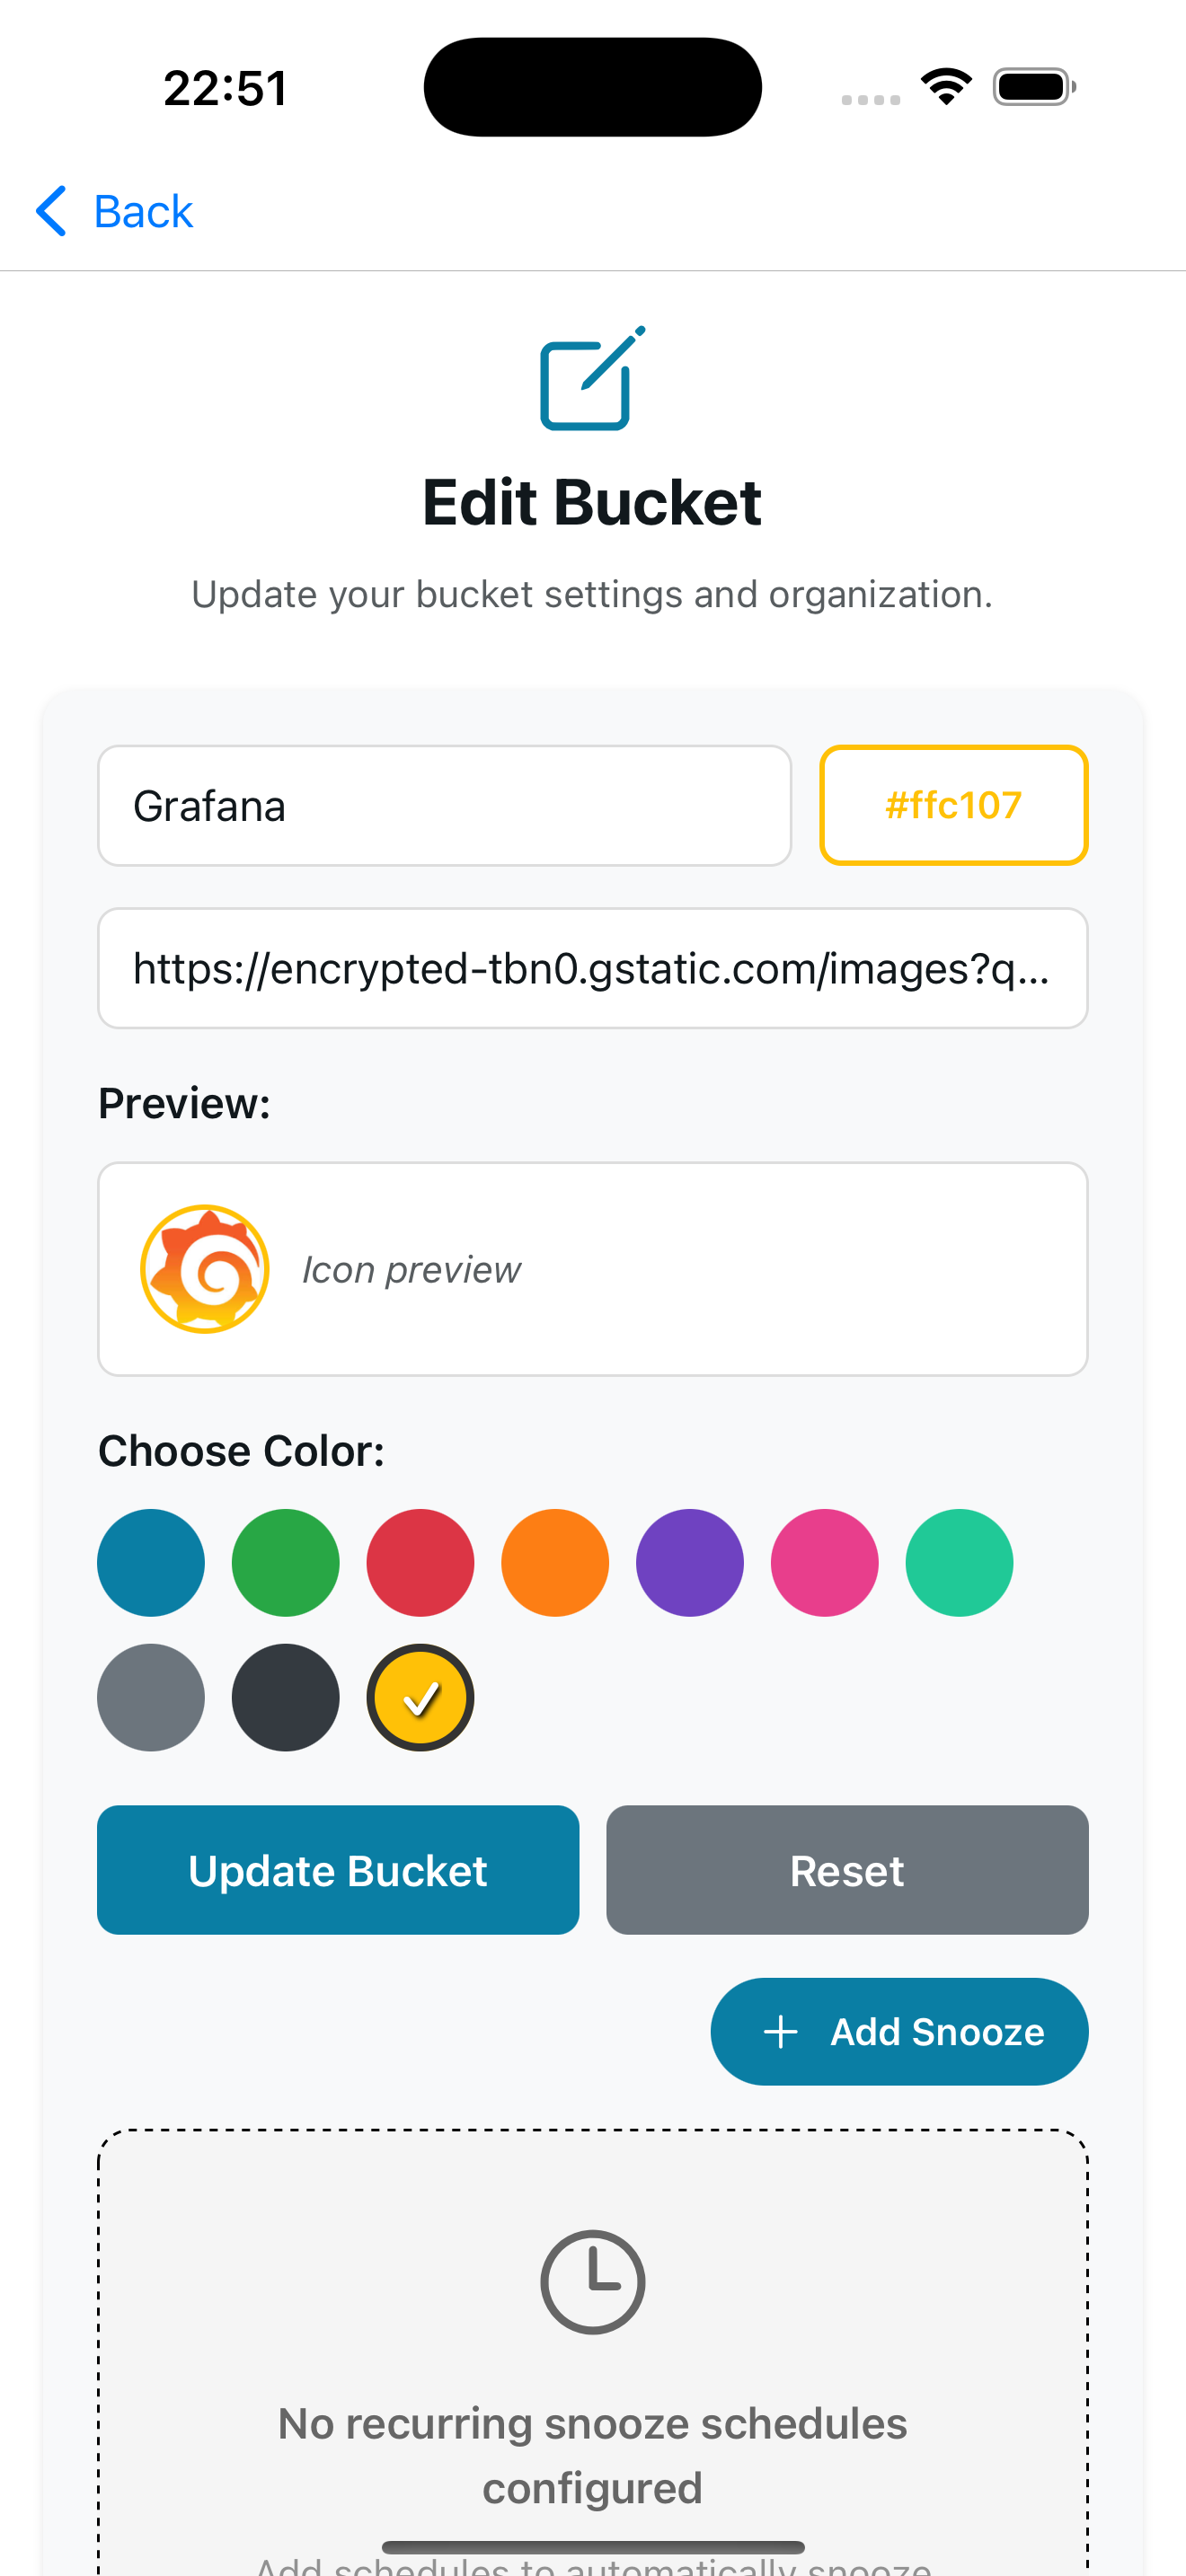 22:51
Back
Edit Bucket
Update your bucket settings and organization.
Grafana
#ffc107
https://encrypted-tbn0.gstatic.com/images?q...
Preview:
Icon preview
Choose Color:
Update Bucket
Reset
Add Snooze
No recurring snooze schedules
configured
Add schedules to automatically snooze